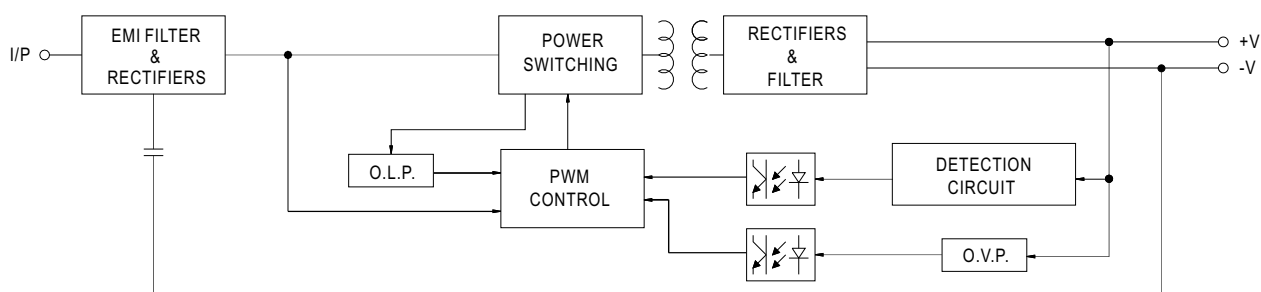 I/P
EMI FILTER
&
RECTIFIERS
POWER
SWITCHING
RECTIFIERS
&
FILTER
+V
-V
O.L.P.
PWM
CONTROL
DETECTION
CIRCUIT
O.V.P.